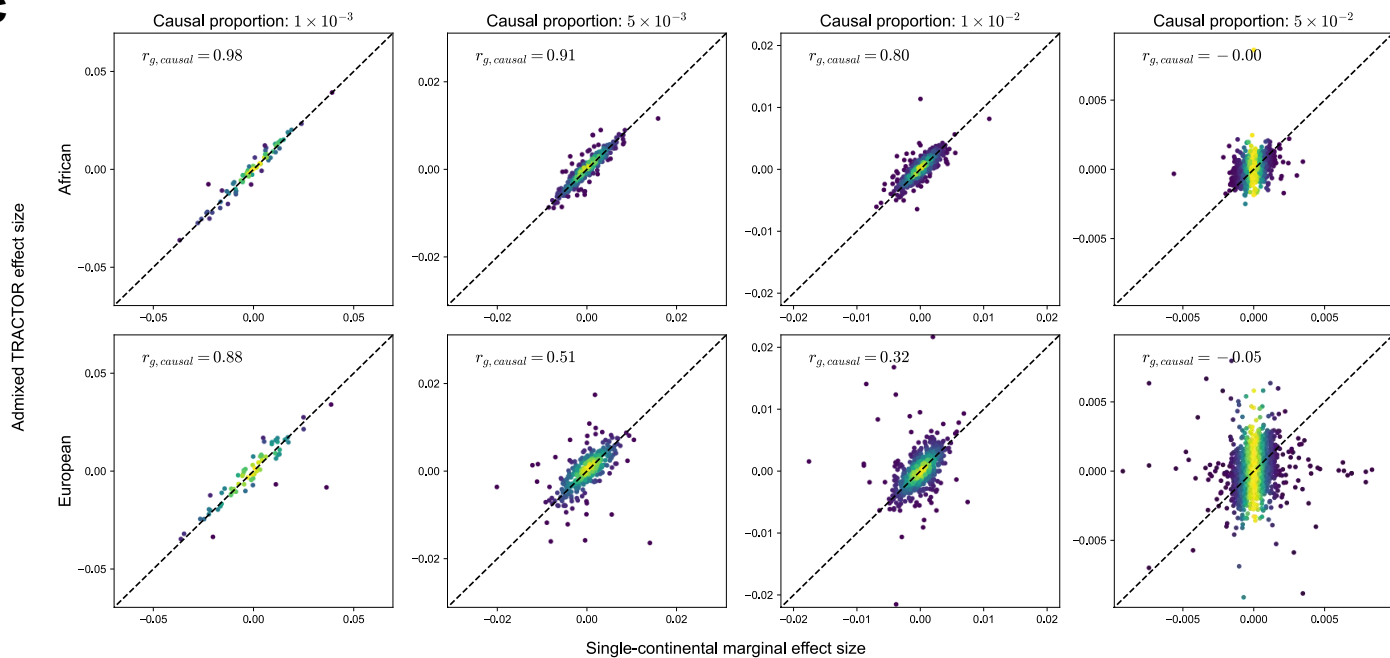 c
Causal proportion: 1 × 10⁻³
Causal proportion: 5 × 10⁻³
Causal proportion: 1 × 10⁻²
Causal proportion: 5 × 10⁻²
Admixed TRACTOR effect size
African
r_{g,causal} = 0.98
0.05
0.00
−0.05
−0.05 0.00 0.05
r_{g,causal} = 0.91
0.02
0.00
−0.02
−0.02 0.00 0.02
r_{g,causal} = 0.80
0.02
0.01
0.00
−0.01
−0.02
−0.02 −0.01 0.00 0.01 0.02
r_{g,causal} = −0.00
0.005
0.000
−0.005
−0.005 0.000 0.005
European
r_{g,causal} = 0.88
0.05
0.00
−0.05
−0.05 0.00 0.05
r_{g,causal} = 0.51
0.02
0.00
−0.02
−0.02 0.00 0.02
r_{g,causal} = 0.32
0.02
0.01
0.00
−0.01
−0.02
−0.02 −0.01 0.00 0.01 0.02
r_{g,causal} = −0.05
0.005
0.000
−0.005
−0.005 0.000 0.005
Single-continental marginal effect size